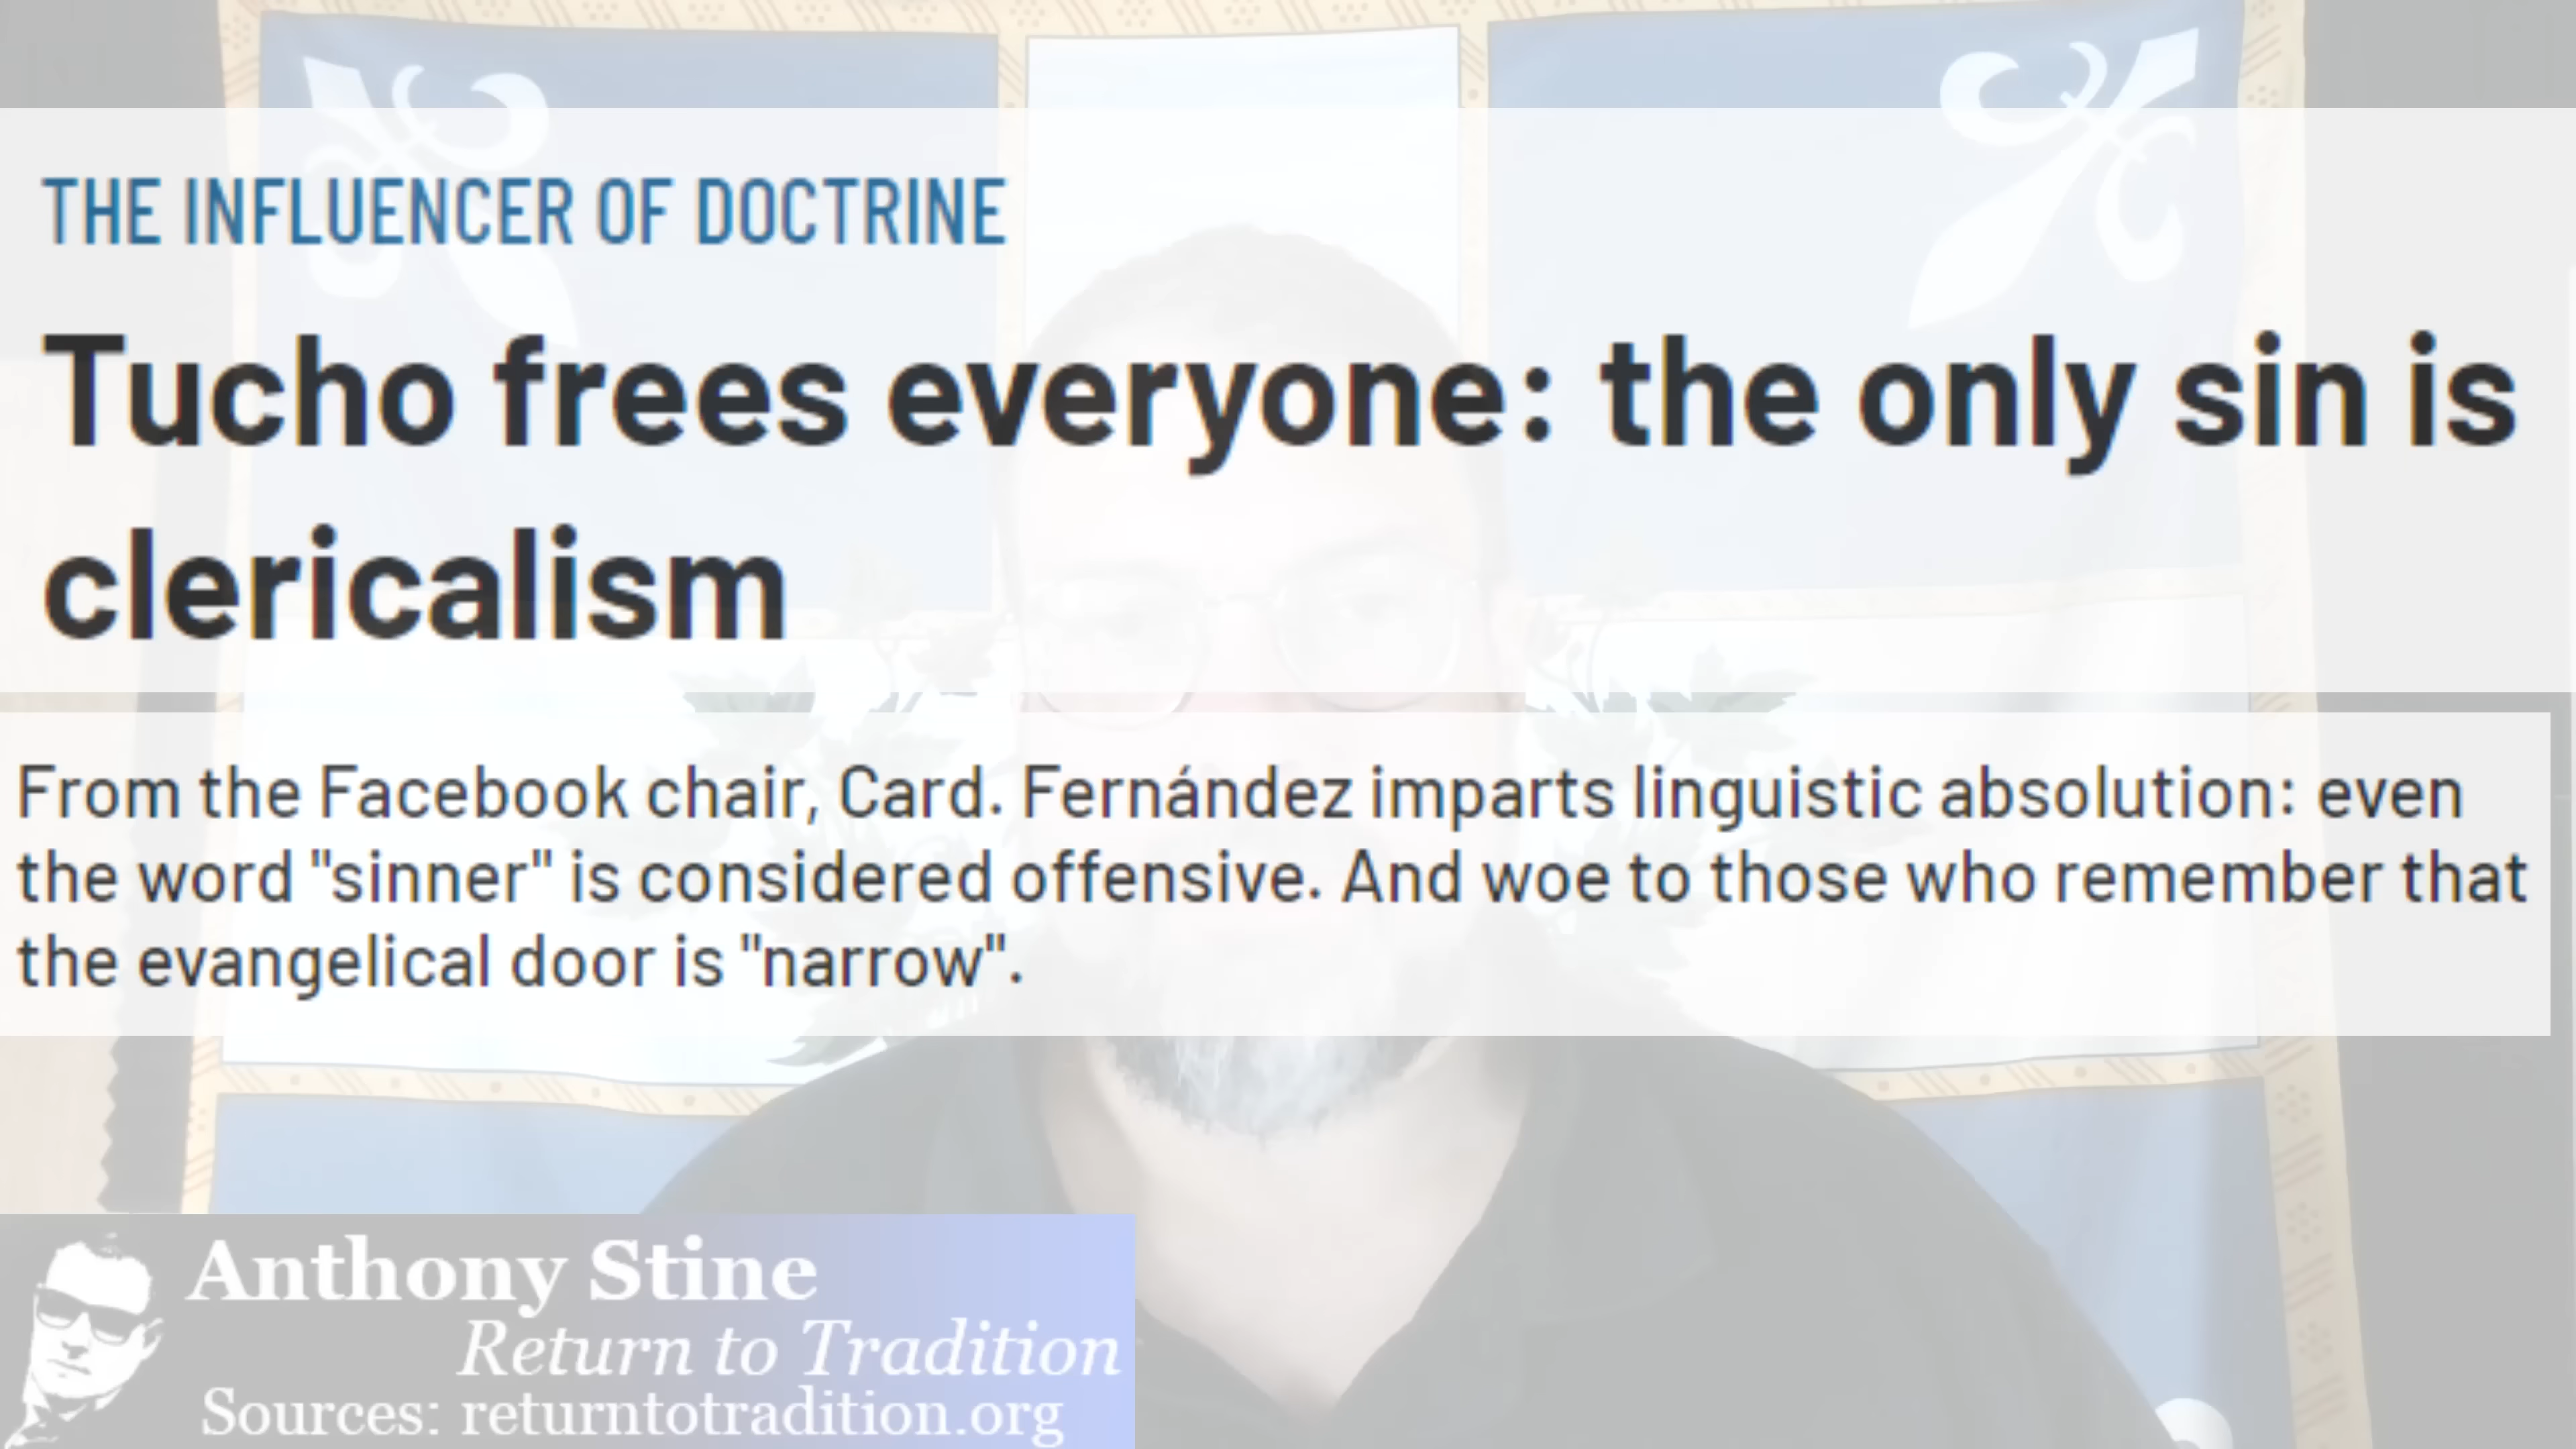 THE INFLUENCER OF DOCTRINE
Tucho frees everyone: the only sin is
clericalism
From the Facebook chair, Card. Fernández imparts linguistic absolution: even
the word "sinner" is considered offensive. And woe to those who remember that
the evangelical door is "narrow".
Anthony Stine
Return to Tradition
Sources: returntotradition.org